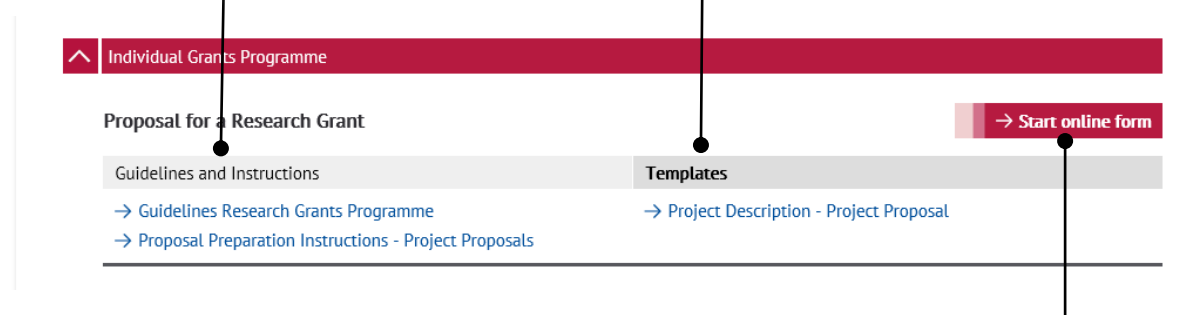 Individual Grants Programme
Proposal for a Research Grant
→ Start online form
Guidelines and Instructions
Templates
→ Guidelines Research Grants Programme
→ Project Description - Project Proposal
→ Proposal Preparation Instructions - Project Proposals